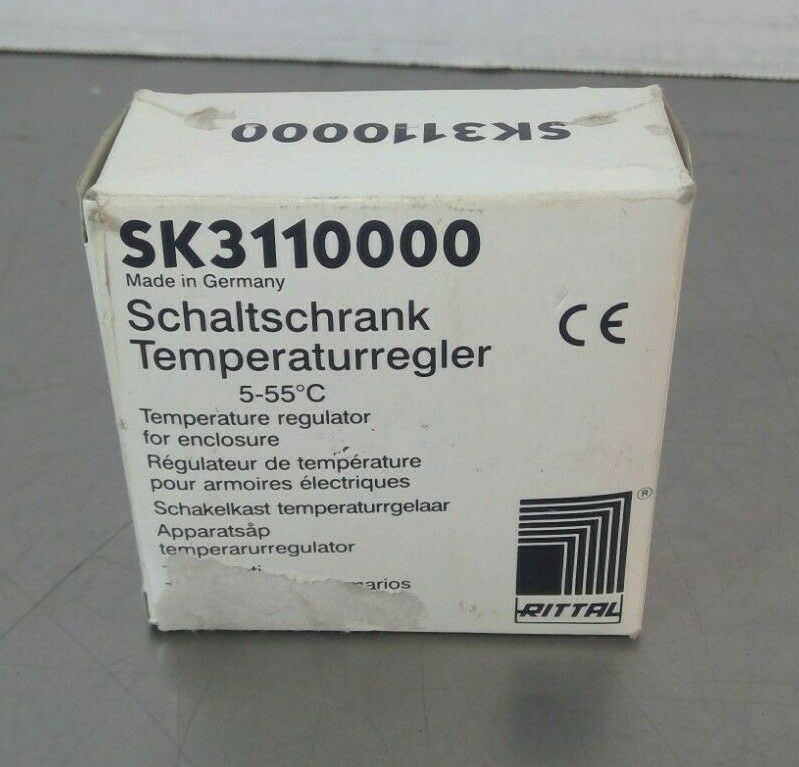 SK3110000
SK3110000
Made in Germany
Schaltschrank
Temperaturregler
5-55°C
CE
Temperature regulator
for enclosure
Régulateur de température
pour armoires électriques
Schakelkast temperaturrgelaar
Apparatsåp
temperarurregulator
®
RITTAL